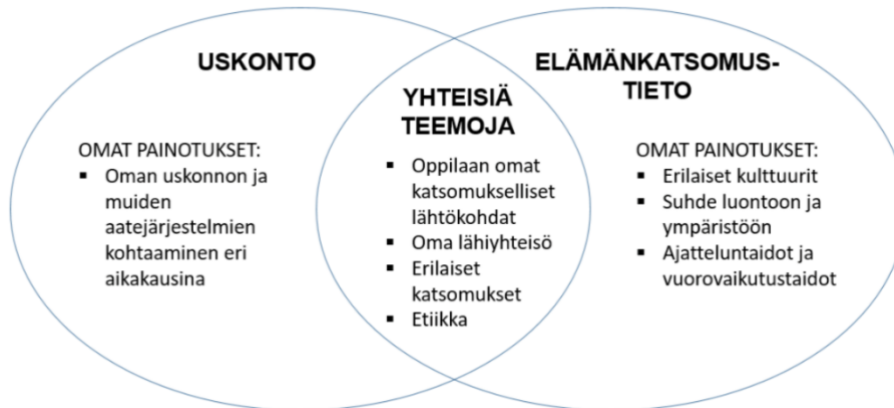 USKONTO
OMAT PAINOTUKSET:
▪ Oman uskonnon ja
muiden
aatejärjestelmien
kohtaaminen eri
aikakausina
YHTEISIÄ
TEEMOJA
▪ Oppilaan omat
katsomukselliset
lähtökohdat
▪ Oma lähiyhteisö
▪ Erilaiset
katsomukset
▪ Etiikka
ELÄMÄNKATSOMUS-
TIETO
OMAT PAINOTUKSET:
▪ Erilaiset kulttuurit
▪ Suhde luontoon ja
ympäristöön
▪ Ajatteluntaidot ja
vuorovaikutustaidot